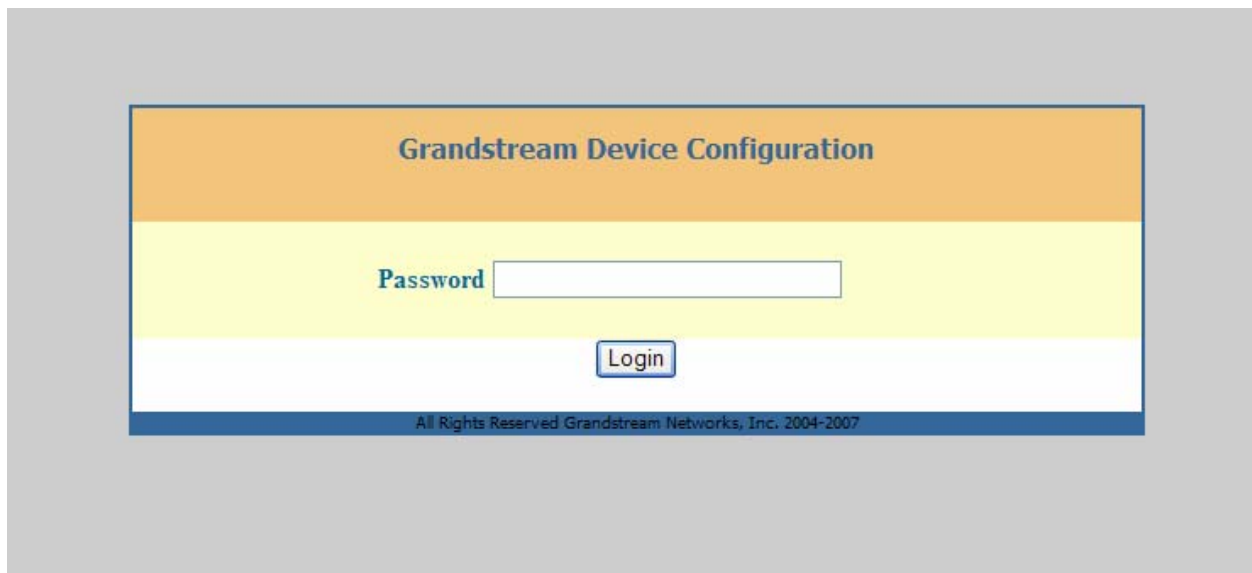 Grandstream Device Configuration
Password
Login
All Rights Reserved Grandstream Networks, Inc. 2004-2007